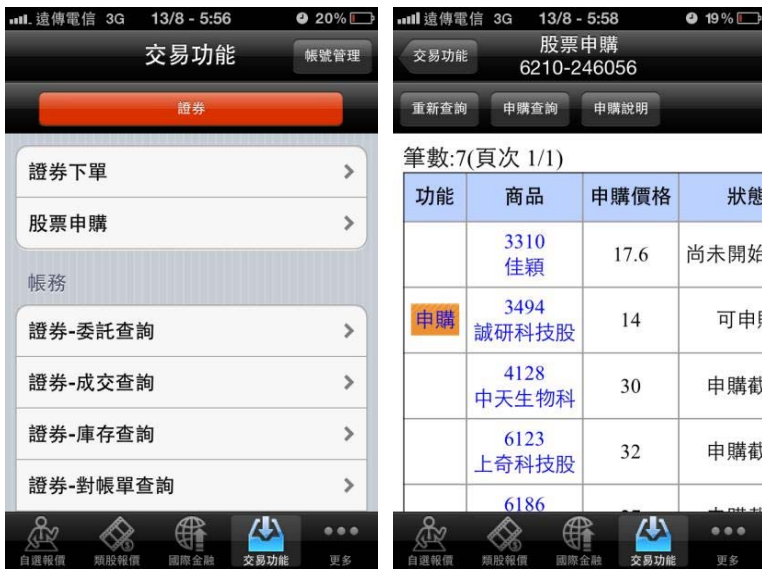 遠傳電信 3G 13/8 - 5:56 20%
交易功能
帳號管理
證券
證券下單
股票申購
帳務
證券-委託查詢
證券-成交查詢
證券-庫存查詢
證券-對帳單查詢
自選報價 類股報價 國際金融 交易功能 更多
遠傳電信 3G 13/8 - 5:58 19%
交易功能
股票申購
6210-246056
重新查詢 申購查詢 申購說明
筆數:7(頁次 1/1)
功能 商品 申購價格 狀態
3310
佳穎 17.6 尚未開始
申購 3494
誠研科技股 14 可申
4128
中天生物科 30 申購截
6123
上奇科技股 32 申購截
6186
自選報價 類股報價 國際金融 交易功能 更多